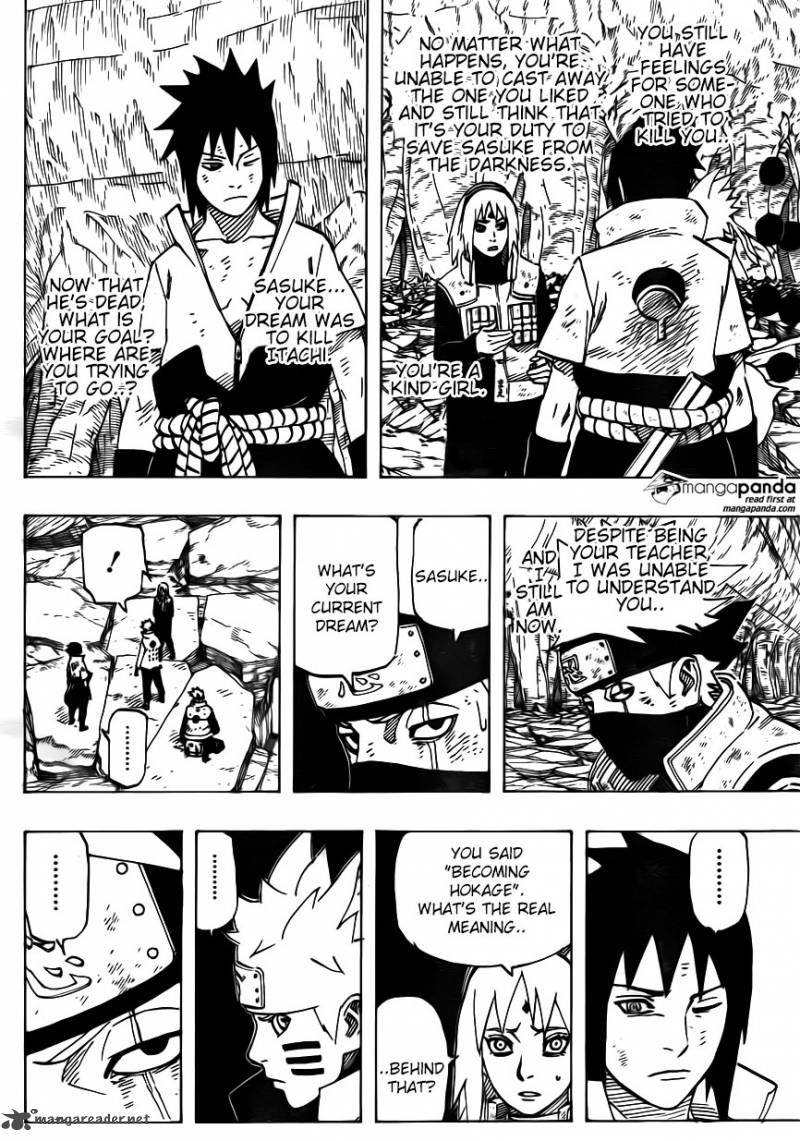 YOU STILL
HAVE
FEELINGS
FOR SOME-
ONE WHO
TRIED TO
KILL YOU..
NO MATTER WHAT
HAPPENS, YOU'RE
UNABLE TO CAST AWAY
THE ONE YOU LIKED
AND STILL THINK THAT
IT'S YOUR DUTY TO
SAVE SASUKE FROM
THE DARKNESS.
YOU'RE A
KIND GIRL.
SASUKE...
YOUR
DREAM WAS
TO KILL
ITACHI.
NOW THAT
HE'S DEAD,
WHAT IS
YOUR GOAL?
WHERE ARE
YOU TRYING
TO GO..?
mangapanda
read first at
mangapanda.com
DESPITE BEING
YOUR TEACHER,
I WAS UNABLE
TO UNDERSTAND
YOU..
AND
I
STILL
AM
NOW.
SASUKE..
WHAT'S
YOUR
CURRENT
DREAM?
!
........
........
YOU SAID
"BECOMING
HOKAGE".
WHAT'S THE REAL
MEANING..
..BEHIND
THAT?
........
........
mangareader.net